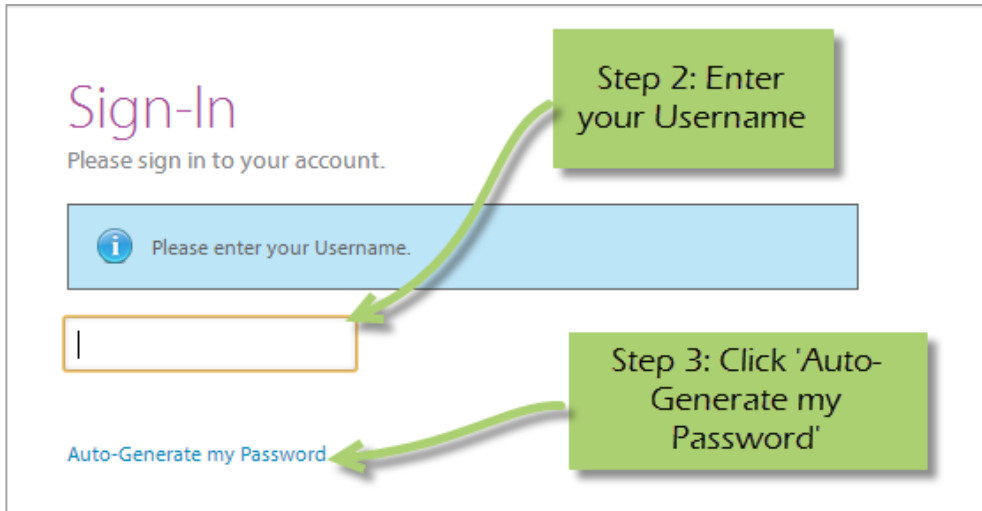 Sign-In
Please sign in to your account.
Step 2: Enter
your Username
Please enter your Username.
Step 3: Click 'Auto-
Generate my
Password'
Auto-Generate my Password